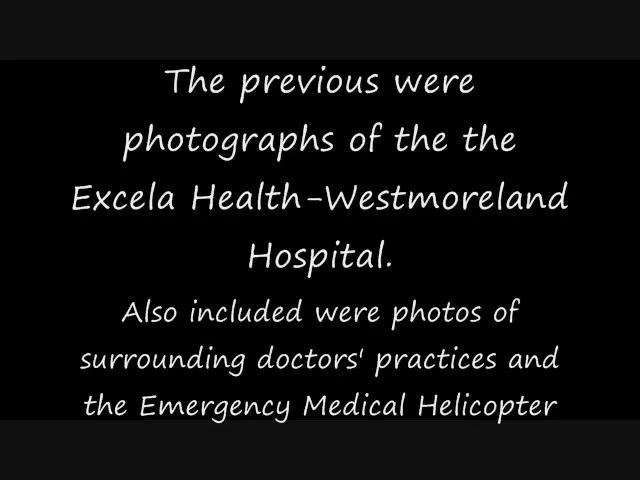 The previous were
photographs of the the
Excela Health-Westmoreland
Hospital.
Also included were photos of
surrounding doctors' practices and
the Emergency Medical Helicopter